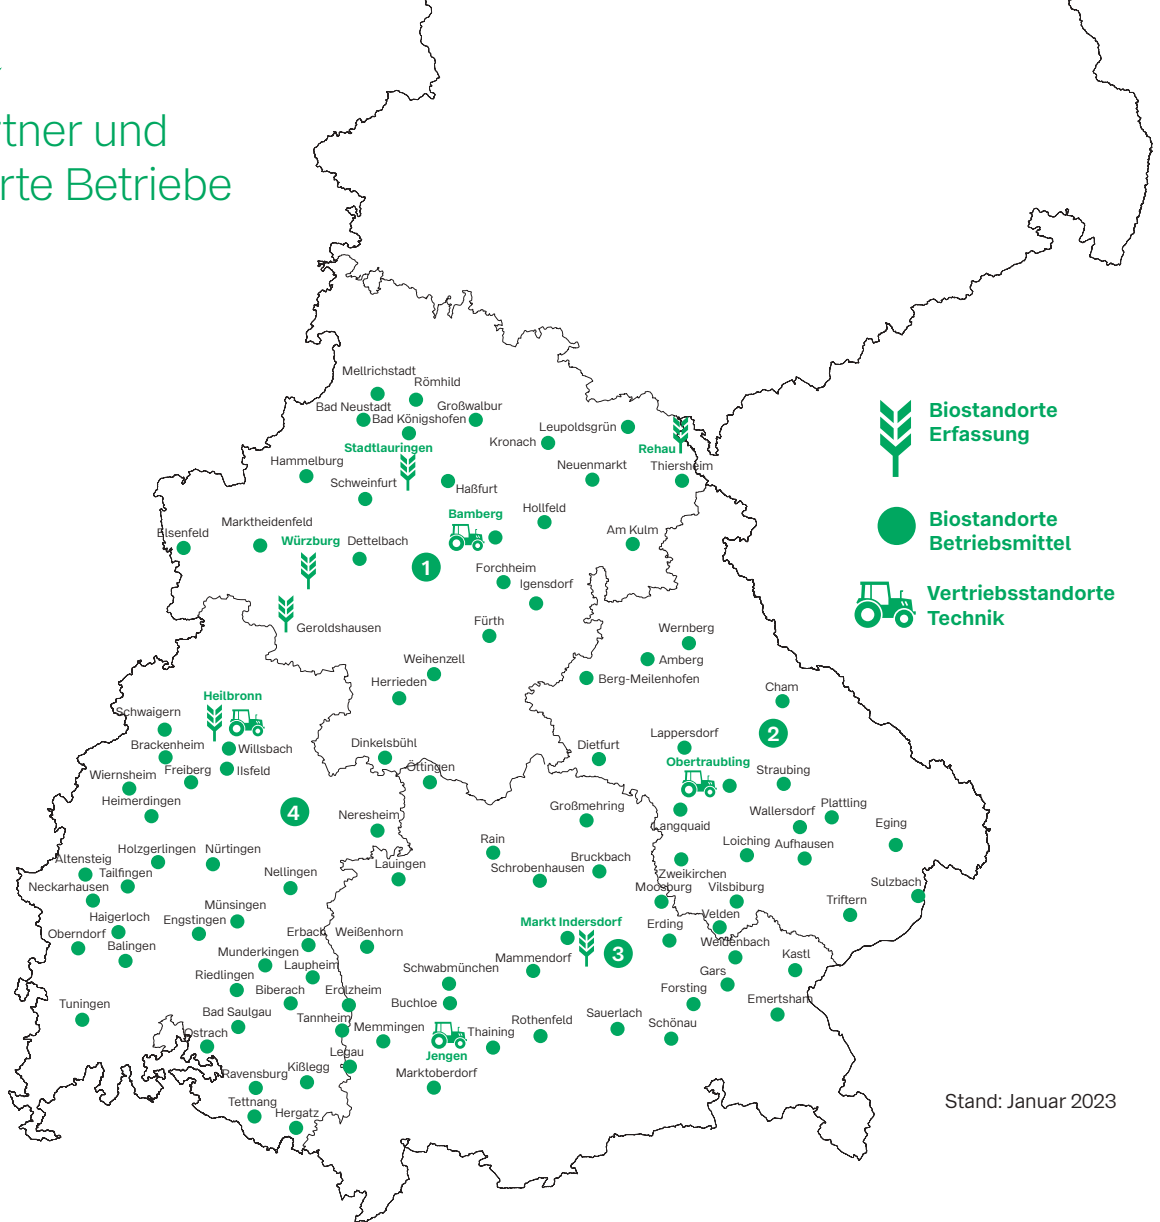 rtner und
rte Betriebe
Mellrichstadt
Römhild
Bad Neustadt
Großwalbur
Bad Königshofen
Leupoldsgrün
Kronach
Rehau
Stadtlauringen
Hammelburg
Neuenmarkt
Thiersheim
Schweinfurt
Haßfurt
Biostandorte
Erfassung
Bamberg
Hollfeld
Marktheidenfeld
Elsenfeld
Würzburg
Dettelbach
Am Kulm
Biostandorte
Betriebsmittel
1
Forchheim
Igensdorf
Vertriebsstandorte
Technik
Geroldshausen
Fürth
Wernberg
Weihenzell
Amberg
Herrieden
Berg-Meilenhofen
Cham
Heilbronn
Schwaigern
2
Lappersdorf
Brackenheim
Willsbach
Dinkelsbühl
Dietfurt
Öttingen
Obertraubling
Straubing
Wiernsheim
Freiberg
Ilsfeld
Heimerdingen
4
Neresheim
Großmehring
Langquaid
Wallersdorf
Plattling
Eging
Holzgerlingen
Nürtingen
Rain
Loiching
Aufhausen
Altensteig
Tailfingen
Nellingen
Lauingen
Schrobenhausen
Bruckbach
Zweikirchen
Neckarhausen
Moosburg
Vilsbiburg
Sulzbach
Triftern
Münsingen
Haigerloch
Engstingen
Markt Indersdorf
Velden
Oberndorf
Erbach
Weißenhorn
Erding
Balingen
Weidenbach
Munderkingen
3
Kastl
Laupheim
Schwabmünchen
Mammendorf
Riedlingen
Gars
Biberach
Erolzheim
Buchloe
Forsting
Emertsham
Tuningen
Bad Saulgau
Tannheim
Memmingen
Thaining
Rothenfeld
Sauerlach
Schönau
Ostrach
Jengen
Legau
Ravensburg
Kißlegg
Marktoberdorf
Tettnang
Hergatz
Stand: Januar 2023